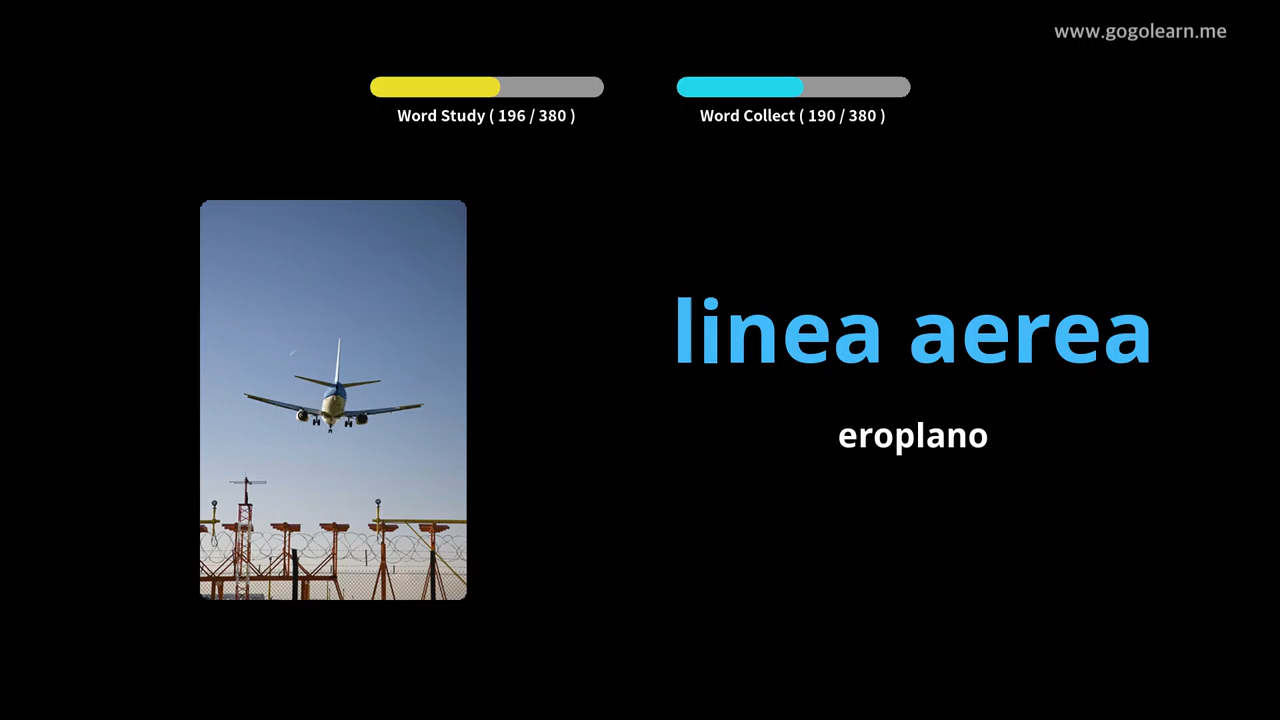 www.gogolearn.me
Word Study ( 196 / 380 )
Word Collect ( 190 / 380 )
linea aerea
eroplano